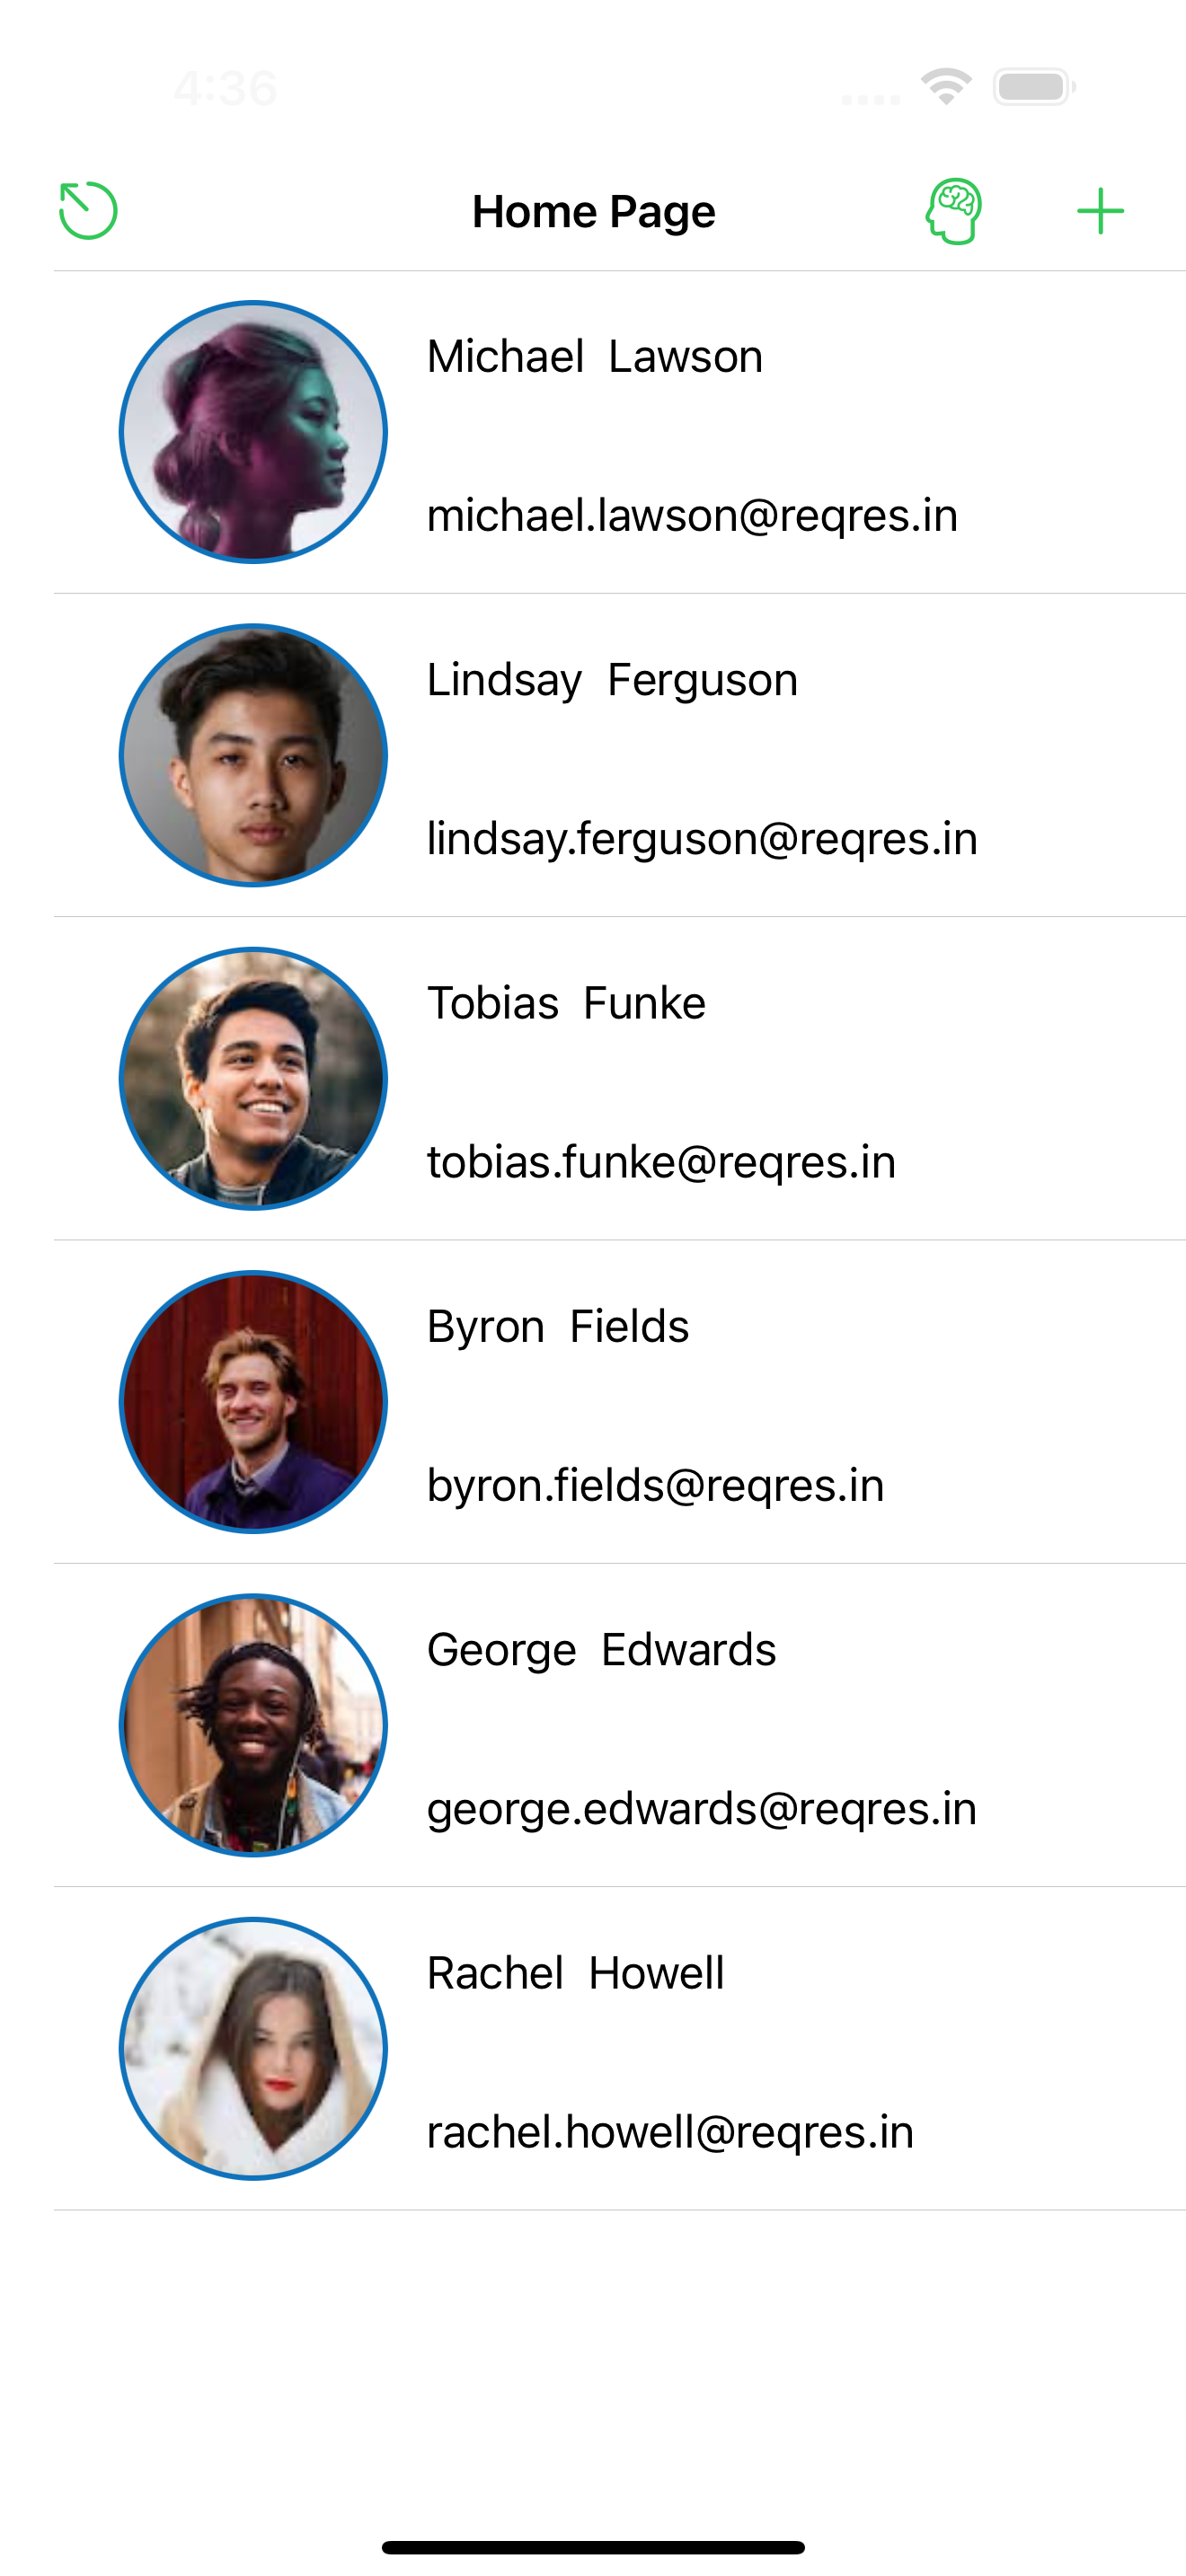 4:36
Home Page
Michael Lawson
michael.lawson@reqres.in
Lindsay Ferguson
lindsay.ferguson@reqres.in
Tobias Funke
tobias.funke@reqres.in
Byron Fields
byron.fields@reqres.in
George Edwards
george.edwards@reqres.in
Rachel Howell
rachel.howell@reqres.in